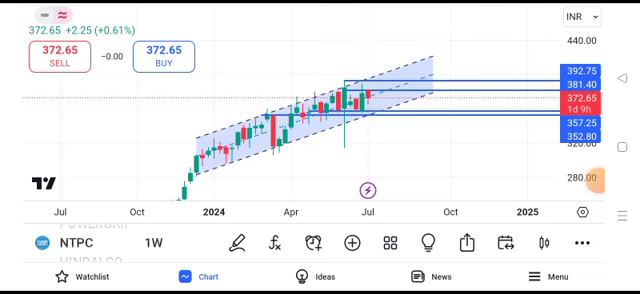 INR
372.65 +2.25 (+0.61%)
372.65
SELL
−0.00
372.65
BUY
440.00
392.75
381.40
372.65
1d 9h
357.25
352.80
320.00
280.00
Jul
Oct
2024
Apr
Jul
Oct
2025
POWERGRID
NTPC
1W
HINDALCO
Watchlist
Chart
Ideas
News
Menu